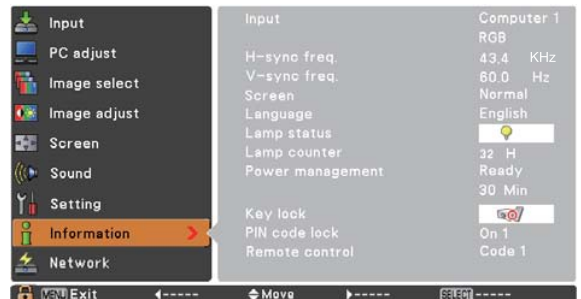 Input
PC adjust
Image select
Image adjust
Screen
Sound
Setting
Information
Network
Input Computer 1
RGB
H-sync freq. 43.4 KHz
V-sync freq. 60.0 Hz
Screen Normal
Language English
Lamp status
Lamp counter 32 H
Power management Ready
30 Min
Key lock
PIN code lock On 1
Remote control Code 1
MENU Exit ◄----- Move ►----- SELECT -----